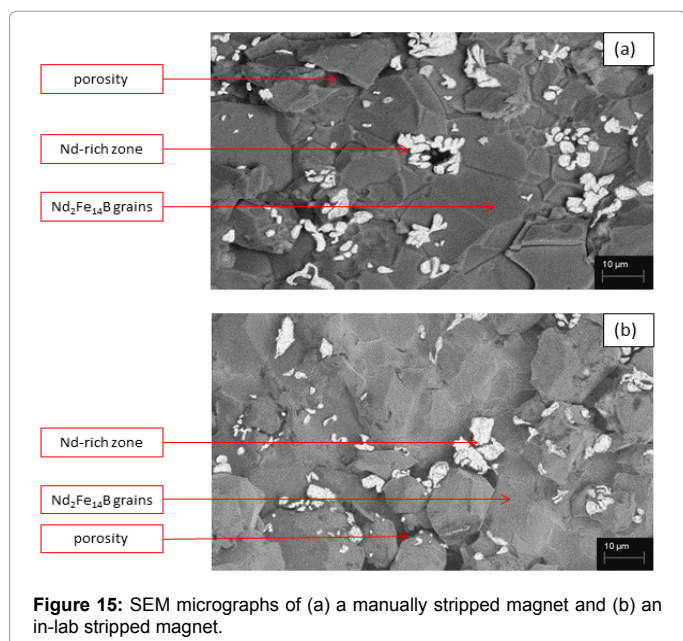 (a)
porosity
Nd-rich zone
Nd₂Fe₁₄B grains
10 µm
(b)
Nd-rich zone
Nd₂Fe₁₄B grains
porosity
10 µm
Figure 15: SEM micrographs of (a) a manually stripped magnet and (b) an
in-lab stripped magnet.